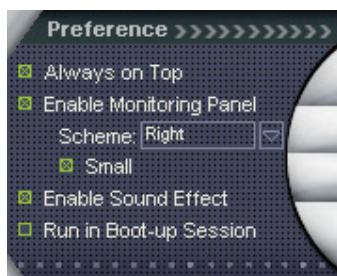 Preference >>>>>>>>>>>
Always on Top
Enable Monitoring Panel
Scheme: Right
Small
Enable Sound Effect
Run in Boot-up Session